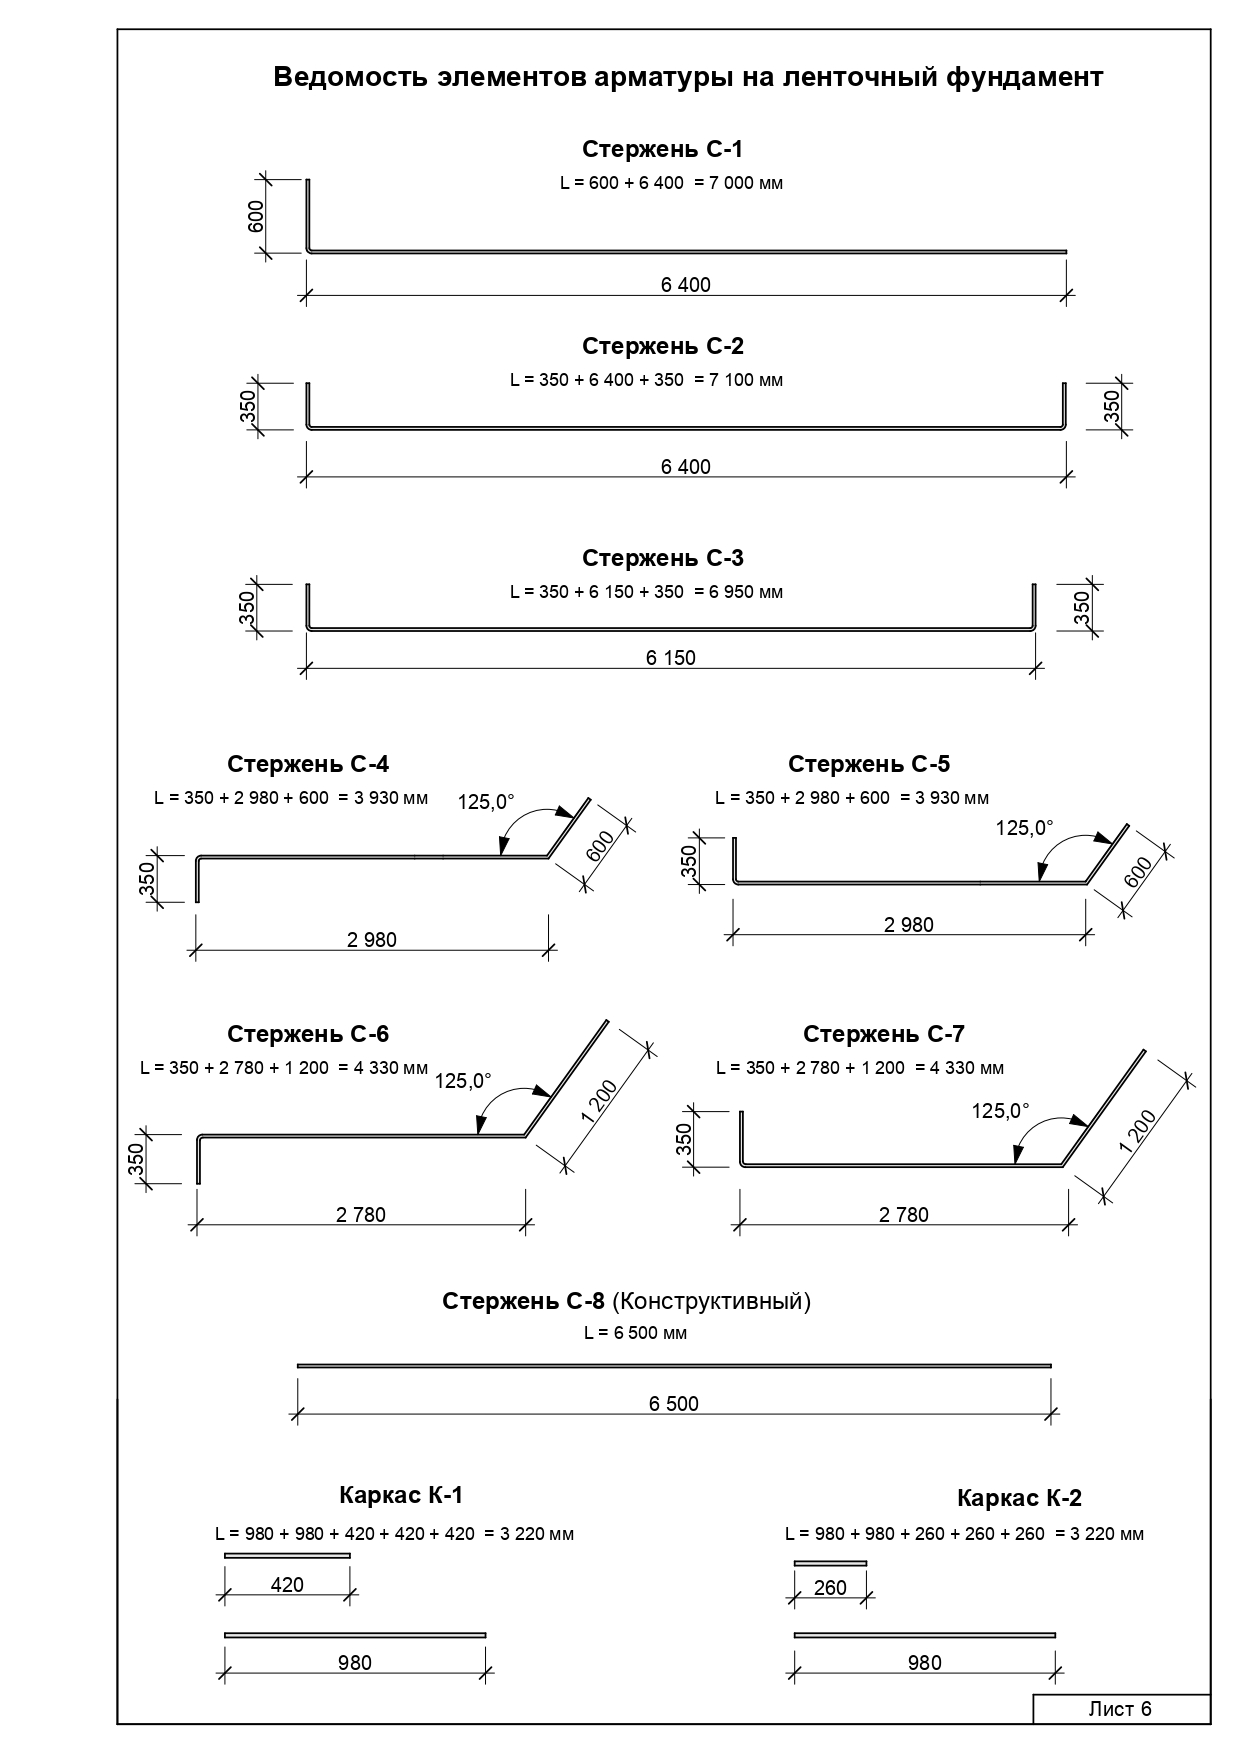 Ведомость элементов арматуры на ленточный фундамент
Стержень С-1
L = 600 + 6 400  = 7 000 мм
600
6 400
Стержень С-2
L = 350 + 6 400 + 350  = 7 100 мм
350
350
6 400
Стержень С-3
L = 350 + 6 150 + 350  = 6 950 мм
350
350
6 150
Стержень С-4
L = 350 + 2 980 + 600  = 3 930 мм
125,0°
600
350
2 980
Стержень С-5
L = 350 + 2 980 + 600  = 3 930 мм
125,0°
350
600
2 980
Стержень С-6
L = 350 + 2 780 + 1 200  = 4 330 мм
125,0°
1 200
350
2 780
Стержень С-7
L = 350 + 2 780 + 1 200  = 4 330 мм
125,0°
350
1 200
2 780
Стержень С-8 (Конструктивный)
L = 6 500 мм
6 500
Каркас К-1
L = 980 + 980 + 420 + 420 + 420  = 3 220 мм
420
980
Каркас К-2
L = 980 + 980 + 260 + 260 + 260  = 3 220 мм
260
980
Лист 6